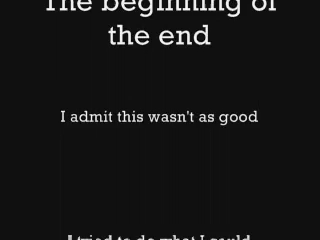 The beginning of
the end
I admit this wasn't as good
I tried to do what I could